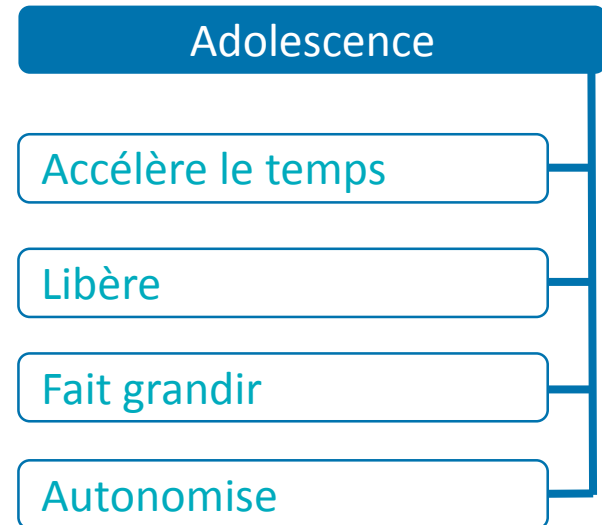 Adolescence
Accélère le temps
Libère
Fait grandir
Autonomise